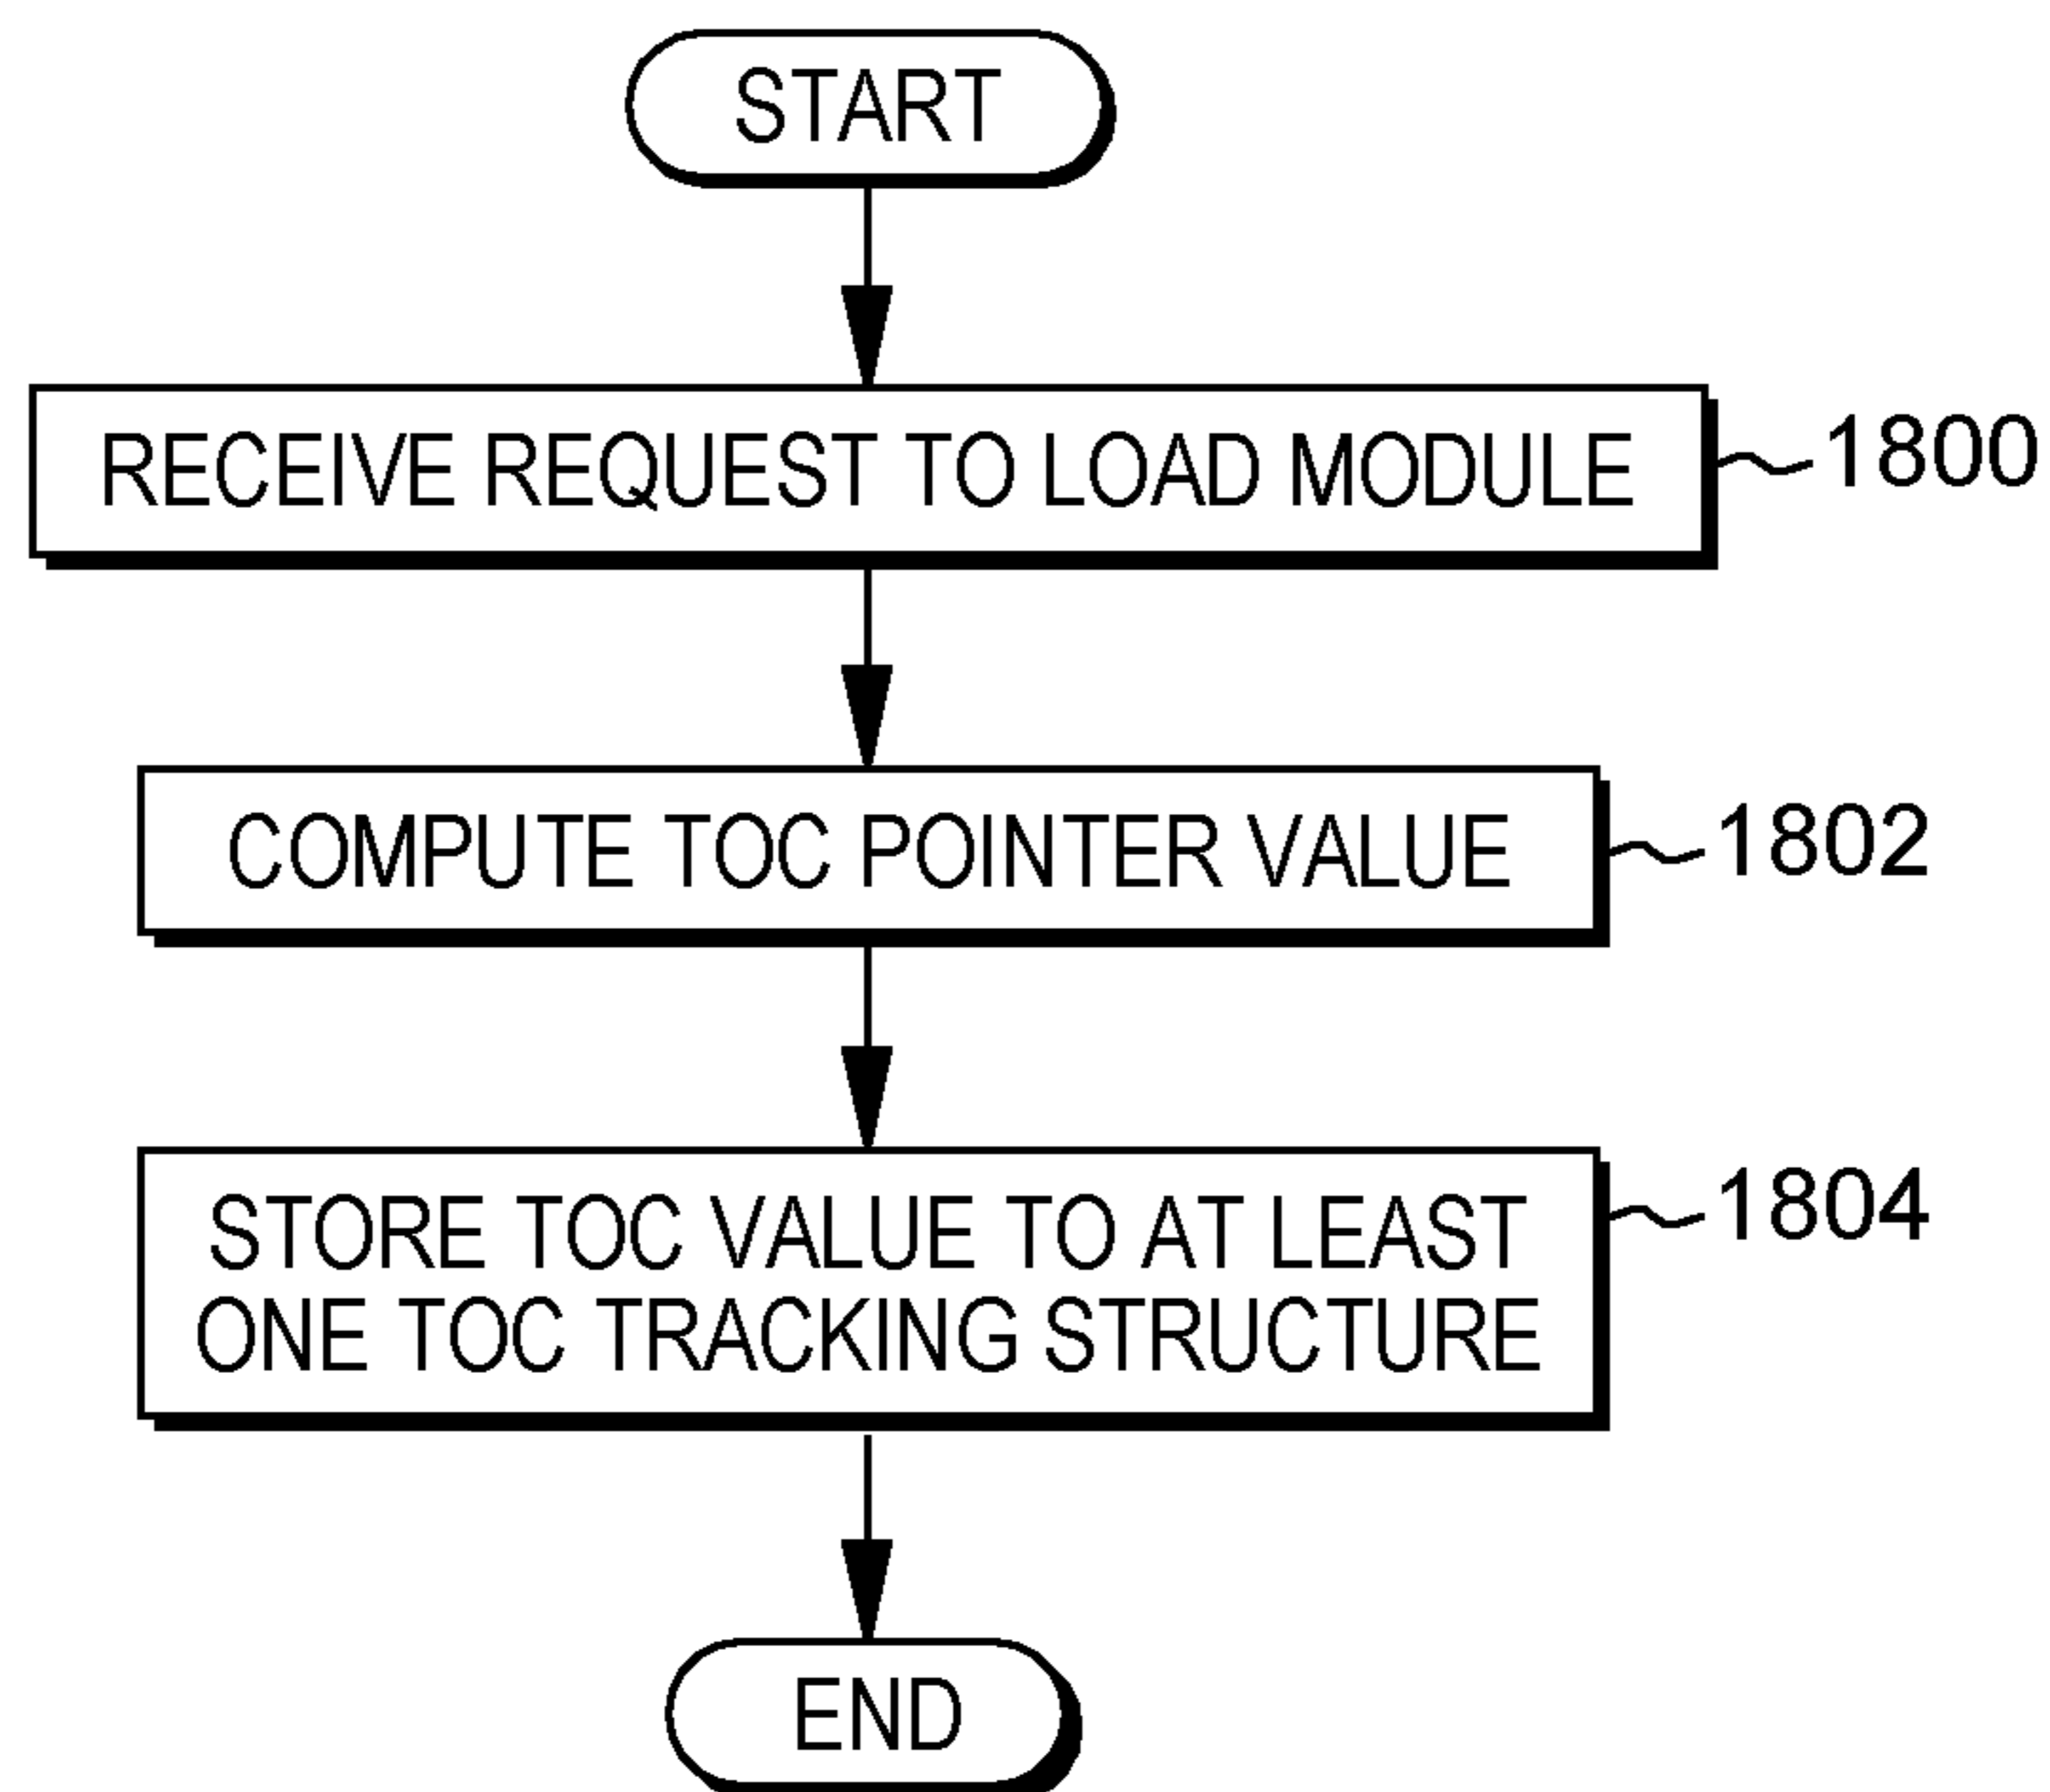 START
RECEIVE REQUEST TO LOAD MODULE
1800
COMPUTE TOC POINTER VALUE
1802
STORE TOC VALUE TO AT LEAST
ONE TOC TRACKING STRUCTURE
1804
END